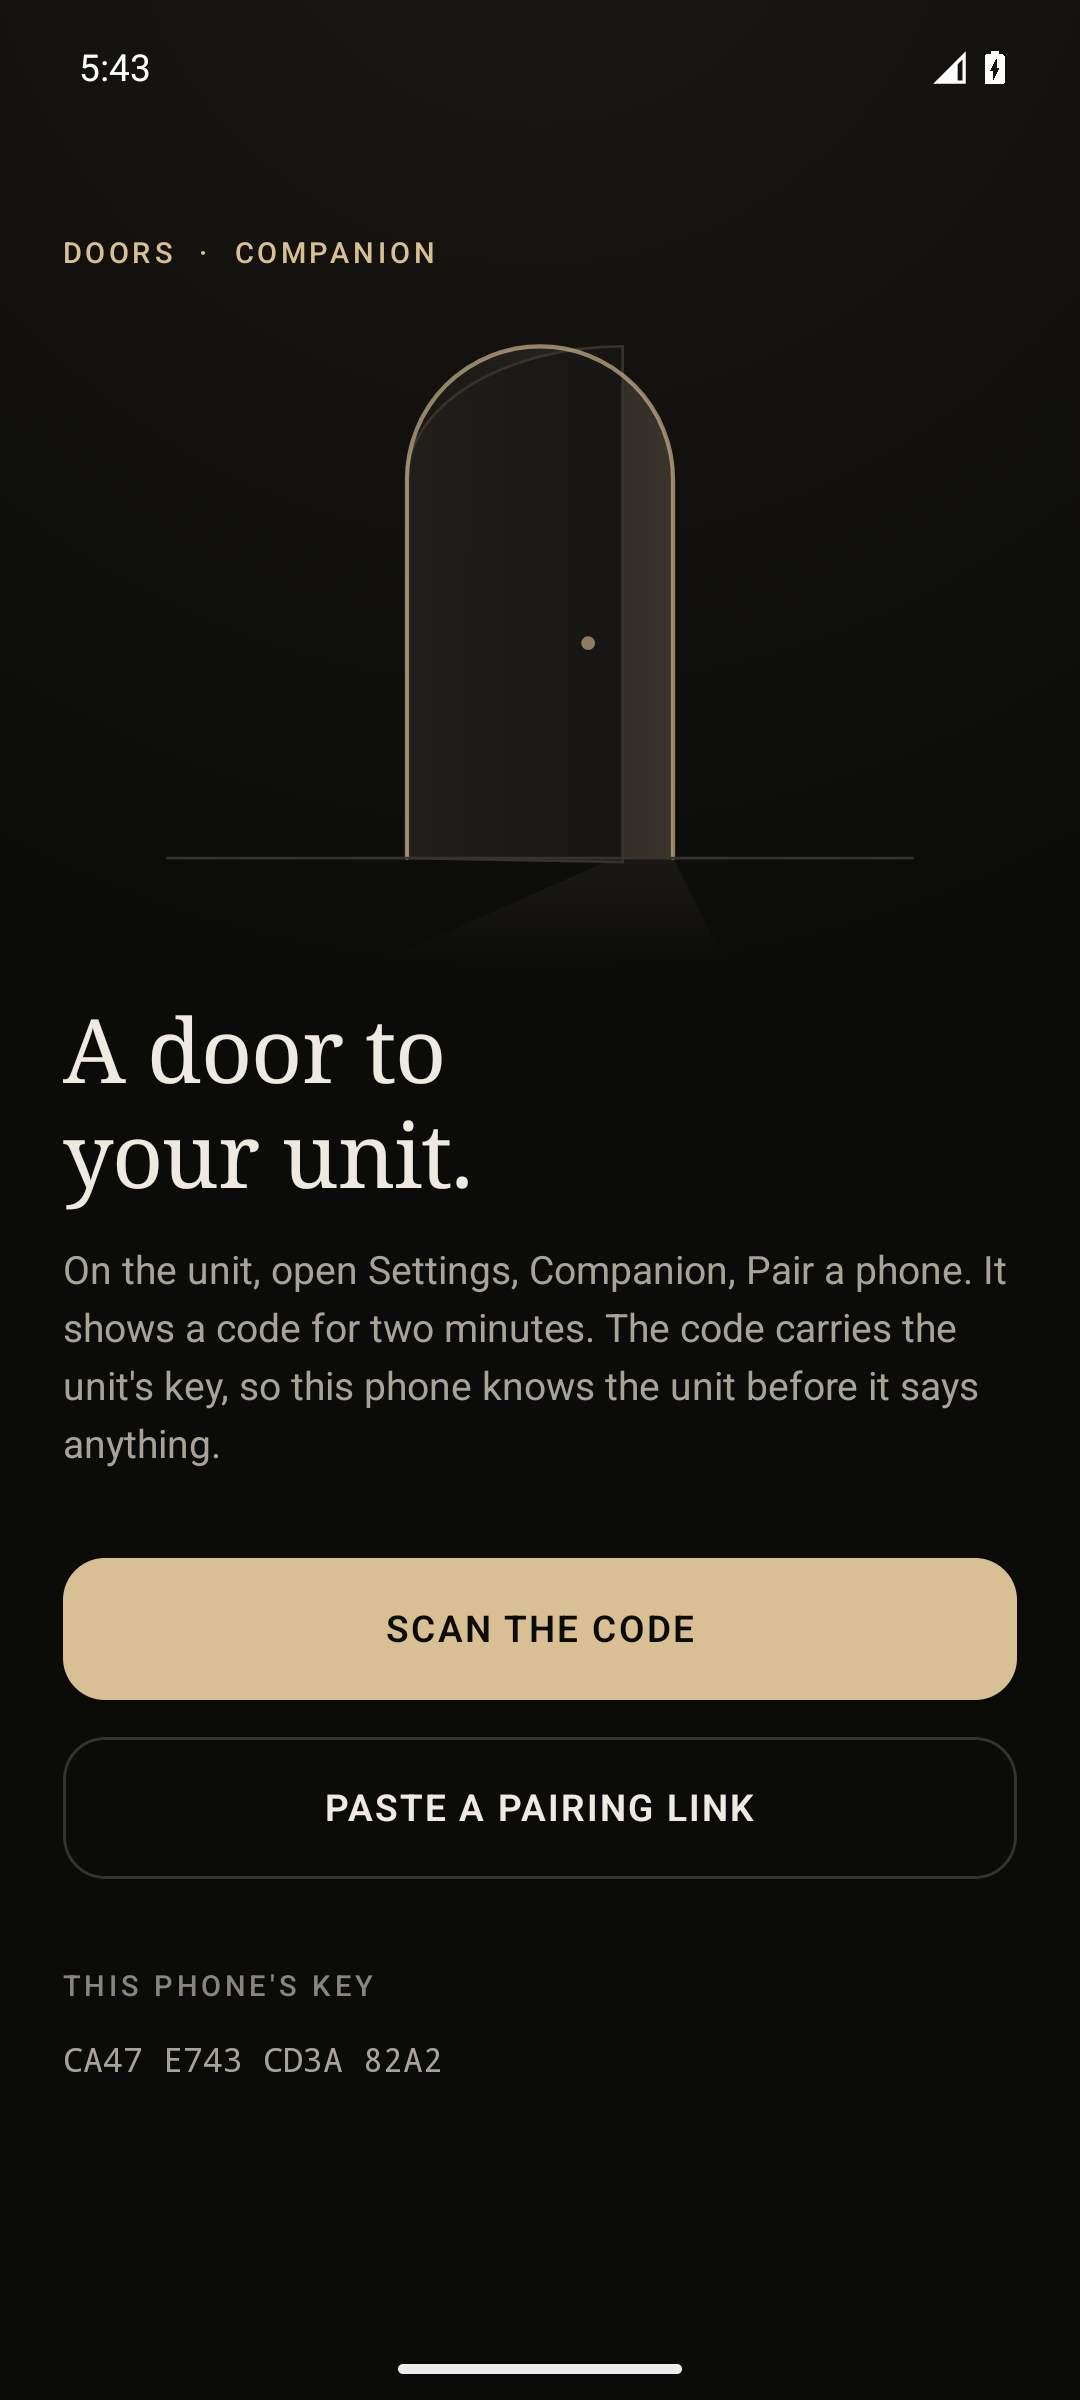 5:43
DOORS · COMPANION
A door to
your unit.
On the unit, open Settings, Companion, Pair a phone. It
shows a code for two minutes. The code carries the
unit's key, so this phone knows the unit before it says
anything.
SCAN THE CODE
PASTE A PAIRING LINK
THIS PHONE'S KEY
CA47 E743 CD3A 82A2